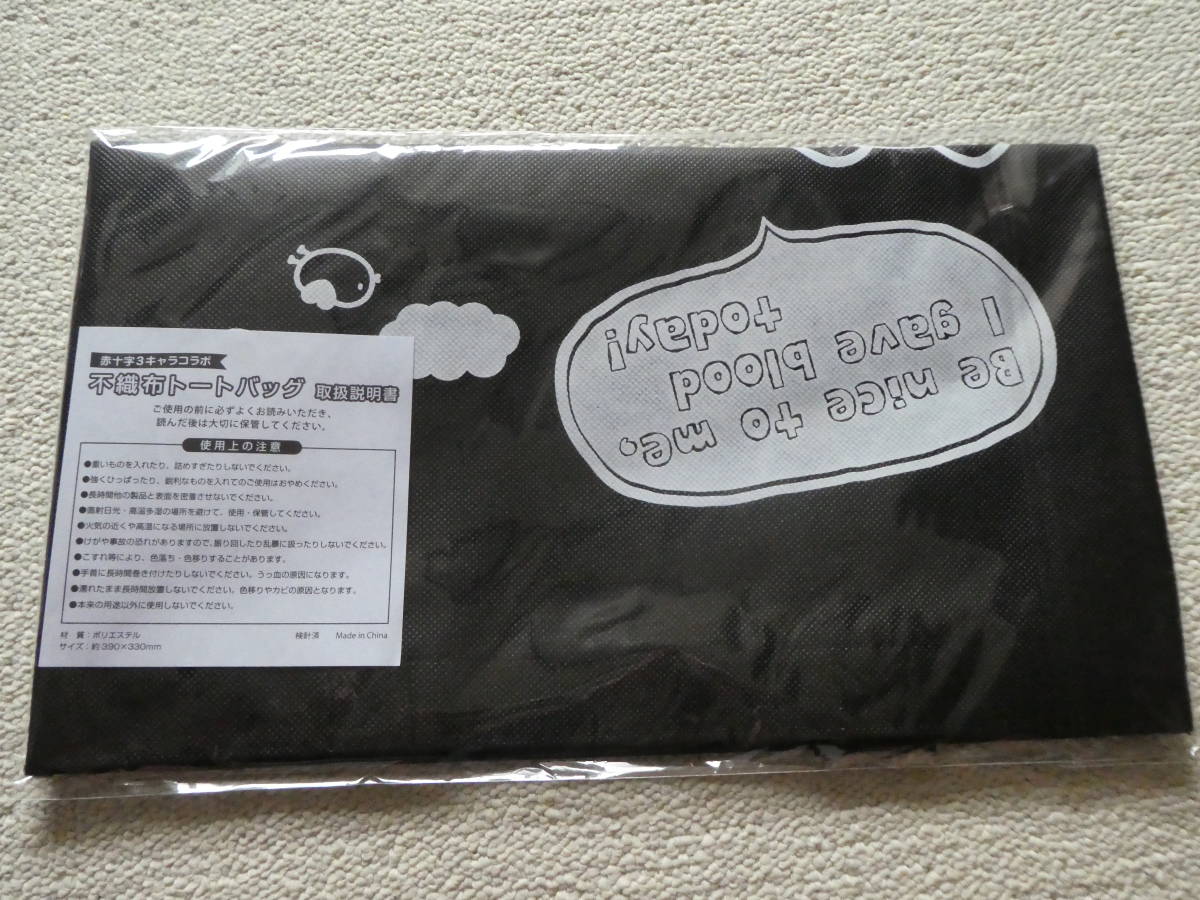 赤十字3キャラコラボ
不織布トートバッグ 取扱説明書
ご使用の前に必ずよくお読みいただき、
読んだ後は大切に保管してください。
使用上の注意
●重いものを入れたり、詰めすぎたりしないでください。
●強くひっぱったり、鋭利なものを入れてのご使用はおやめください。
●長時間他の製品と表面を密着させないでください。
●直射日光・高温多湿の場所を避けて、使用・保管してください。
●火気の近くや高温になる場所に放置しないでください。
●けがや事故の恐れがありますので、振り回したり乱暴に扱ったりしないでください。
●こすれ等により、色落ち・色移りすることがあります。
●手首に長時間巻き付けたりしないでください。うっ血の原因になります。
●濡れたまま長時間放置しないでください。色移りやカビの原因となります。
●本来の用途以外に使用しないでください。
材 質：ポリエステル 検針済 Made in China
サイズ：約390×330mm
Be nice to me,
I gave blood
today!